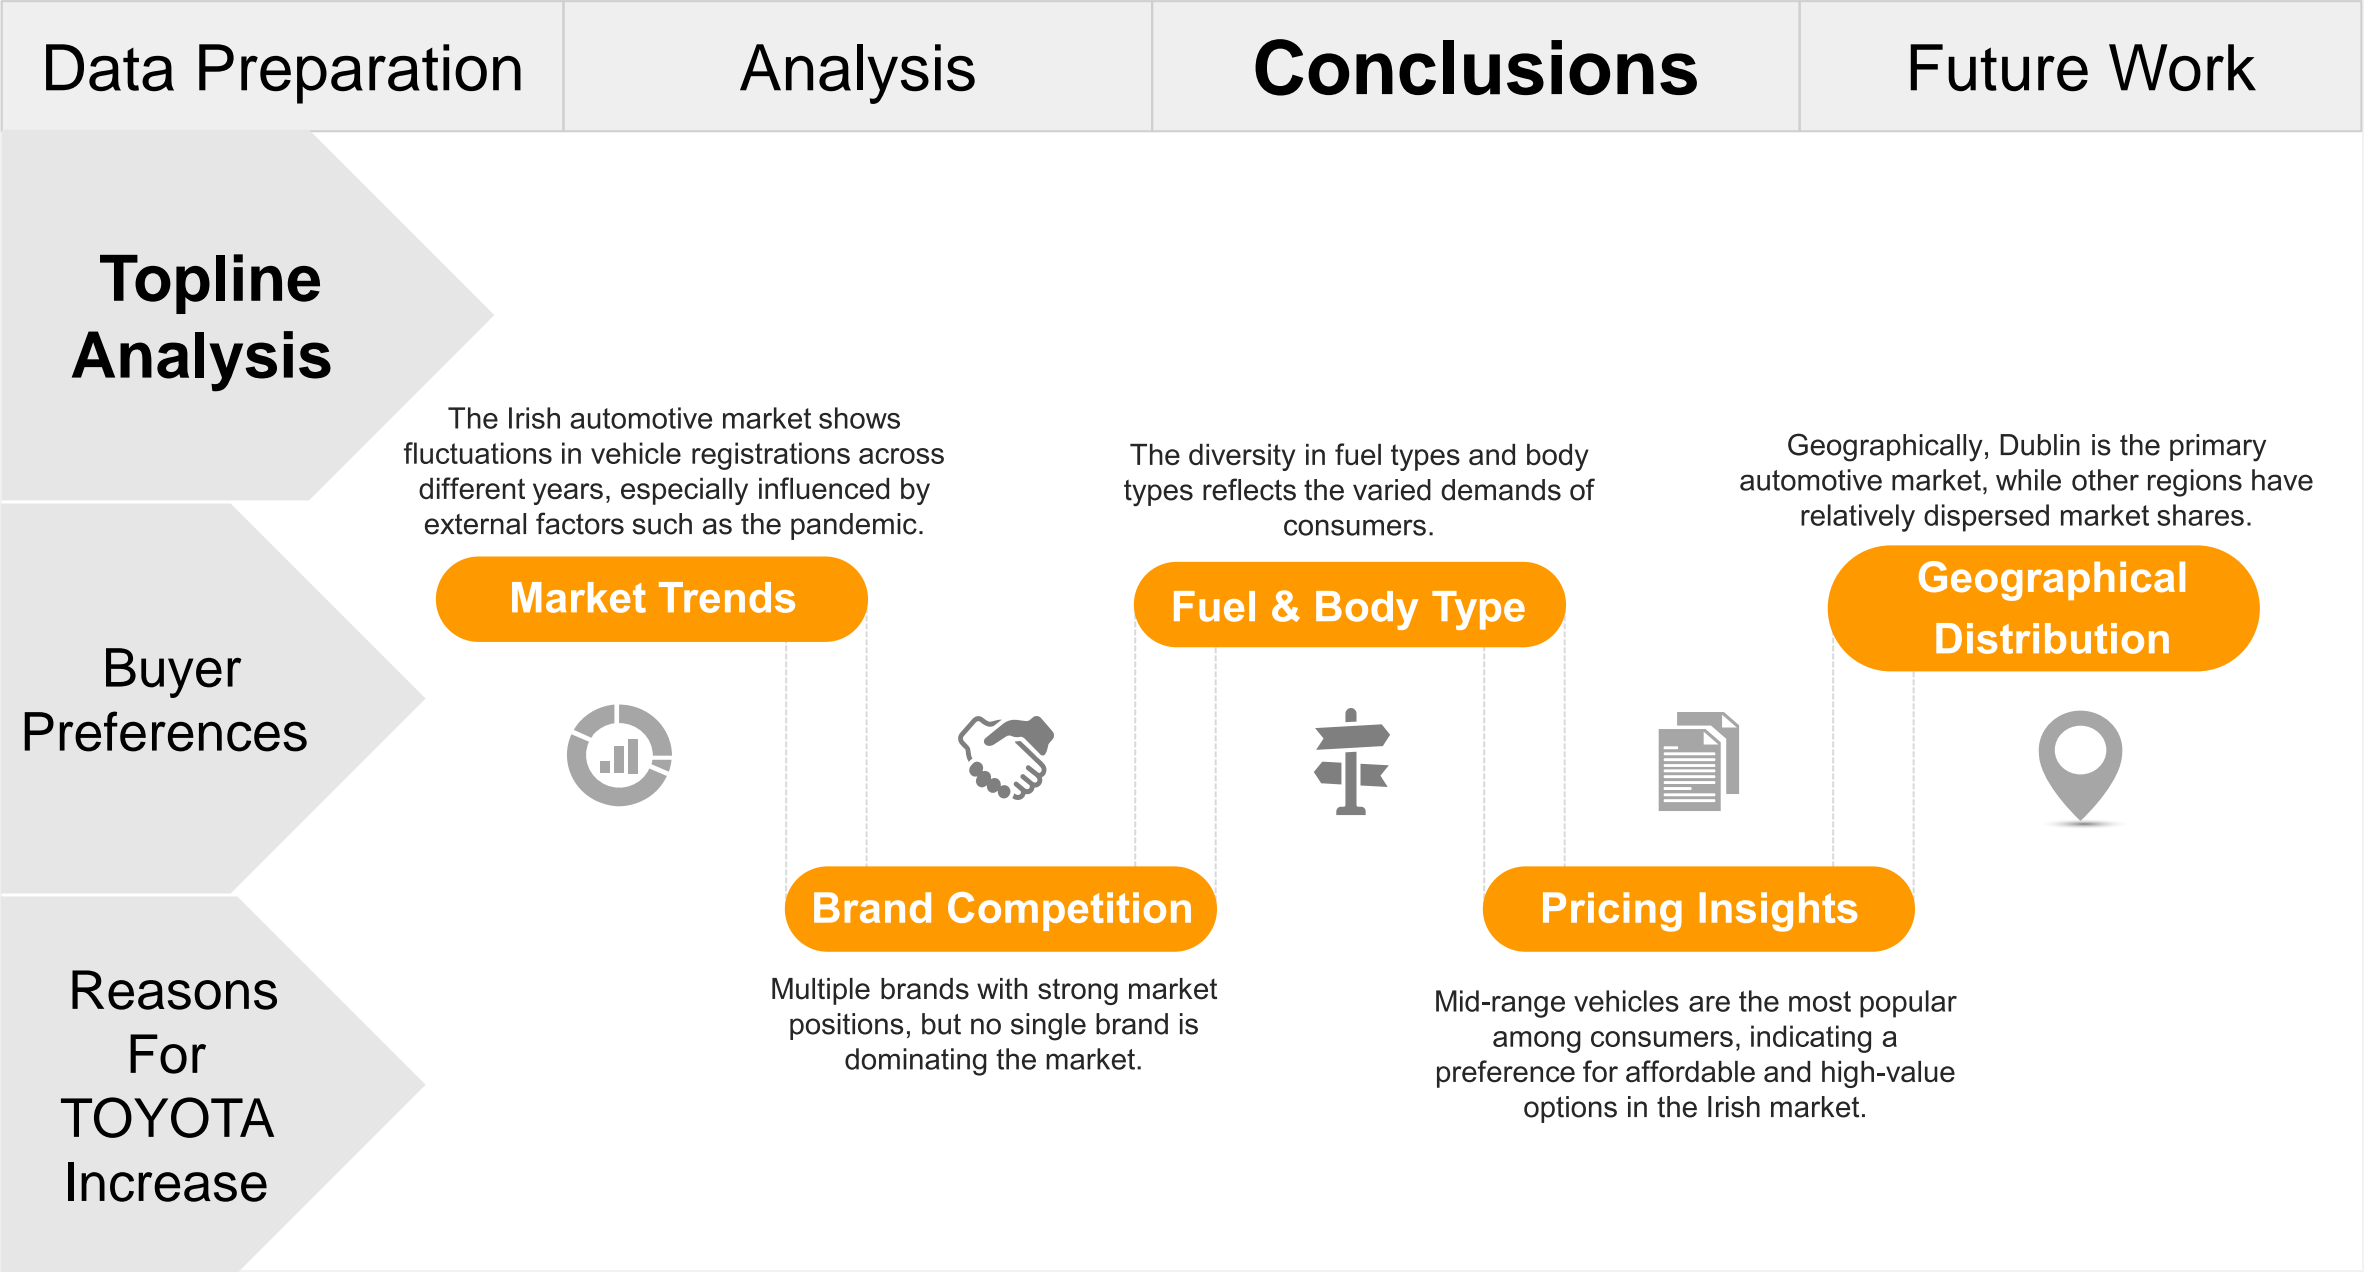 Data Preparation
Analysis
Conclusions
Future Work
Topline
Analysis
Buyer
Preferences
Reasons
For
TOYOTA
Increase
The Irish automotive market shows
fluctuations in vehicle registrations across
different years, especially influenced by
external factors such as the pandemic.
Market Trends
Brand Competition
Multiple brands with strong market
positions, but no single brand is
dominating the market.
The diversity in fuel types and body
types reflects the varied demands of
consumers.
Fuel & Body Type
Pricing Insights
Mid-range vehicles are the most popular
among consumers, indicating a
preference for affordable and high-value
options in the Irish market.
Geographically, Dublin is the primary
automotive market, while other regions have
relatively dispersed market shares.
Geographical
Distribution